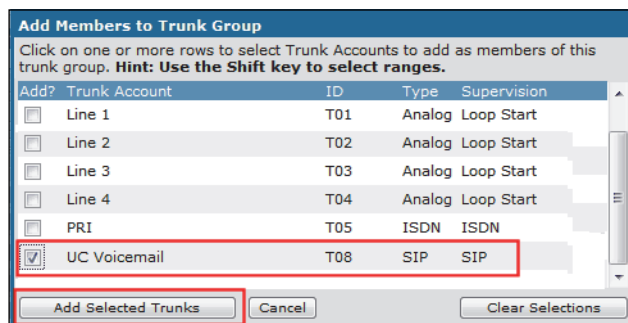 Add Members to Trunk Group
Click on one or more rows to select Trunk Accounts to add as members of this
trunk group. Hint: Use the Shift key to select ranges.
Add? Trunk Account ID Type Supervision
Line 1 T01 Analog Loop Start
Line 2 T02 Analog Loop Start
Line 3 T03 Analog Loop Start
Line 4 T04 Analog Loop Start
PRI T05 ISDN ISDN
UC Voicemail T08 SIP SIP
Add Selected Trunks Cancel Clear Selections